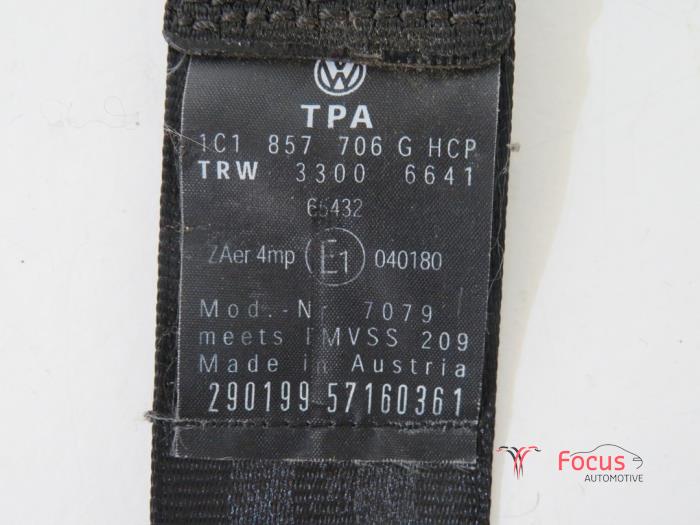 VW
TPA
1C1 857 706 G HCP
TRW 3300 6641
65432
ZAer 4mp E1 040180
Mod.-Nr 7079
meets FMVSS 209
Made in Austria
290199 57160361
Focus
AUTOMOTIVE